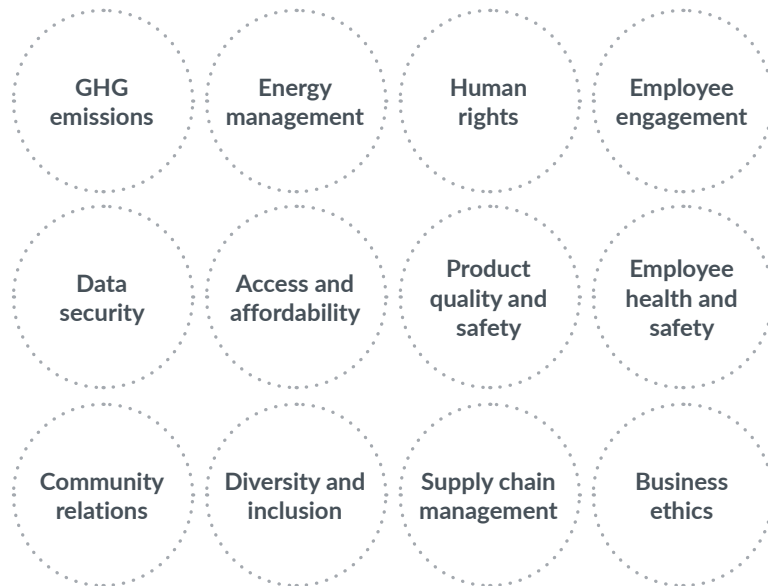 GHG
emissions
Energy
management
Human
rights
Employee
engagement
Data
security
Access and
affordability
Product
quality and
safety
Employee
health and
safety
Community
relations
Diversity and
inclusion
Supply chain
management
Business
ethics